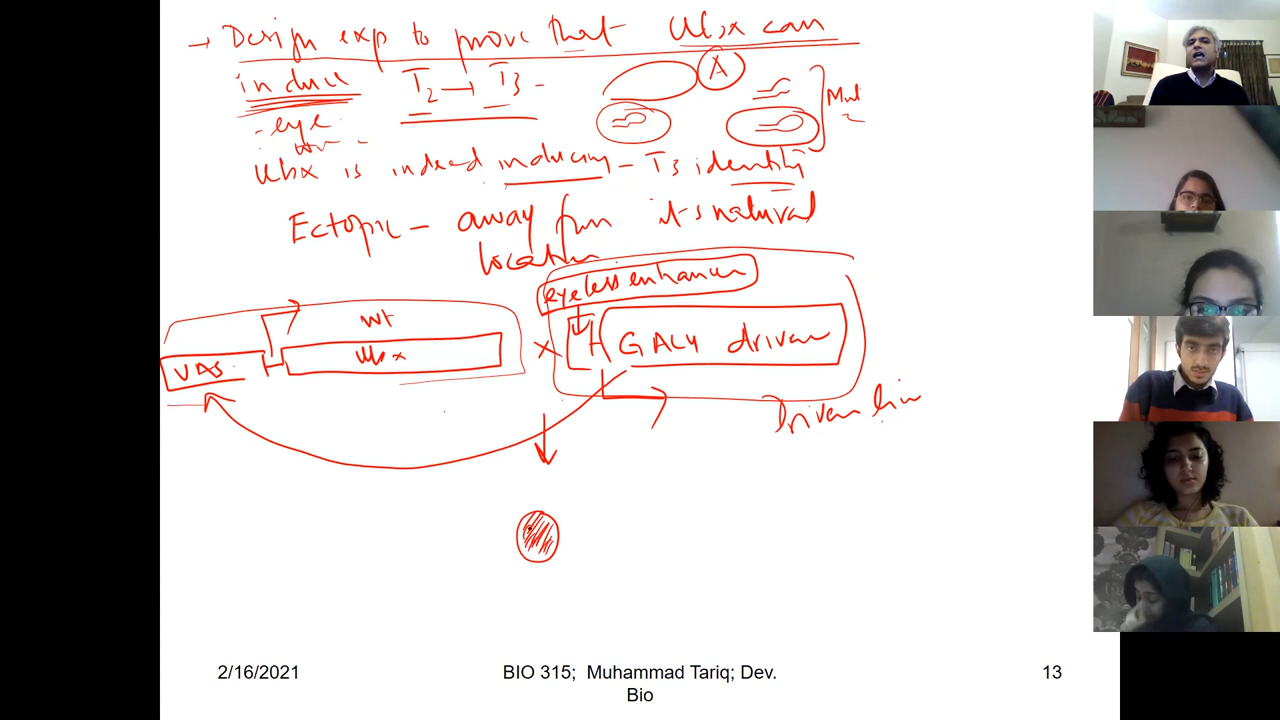 → Design exp to prove that Ubx can
induce T2 → T3 -
A
- eye
Mut
Ubx is indeed inducing - T3 identity
Ectopic - away from its natural
location
eyeless enhancer
wt
UAS Ubx × H GAL4 driver
Driver line
2/16/2021 BIO 315; Muhammad Tariq; Dev. 13
Bio